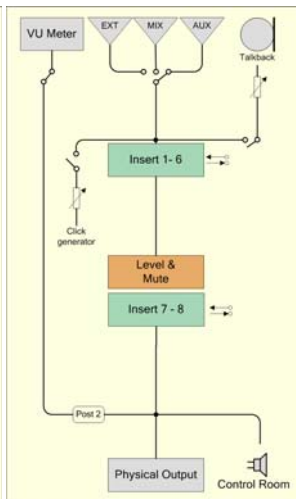 VU Meter
EXT
MIX
AUX
Talkback
Insert 1- 6
Click
generator
Level &
Mute
Insert 7 - 8
Post 2
Physical Output
Control Room